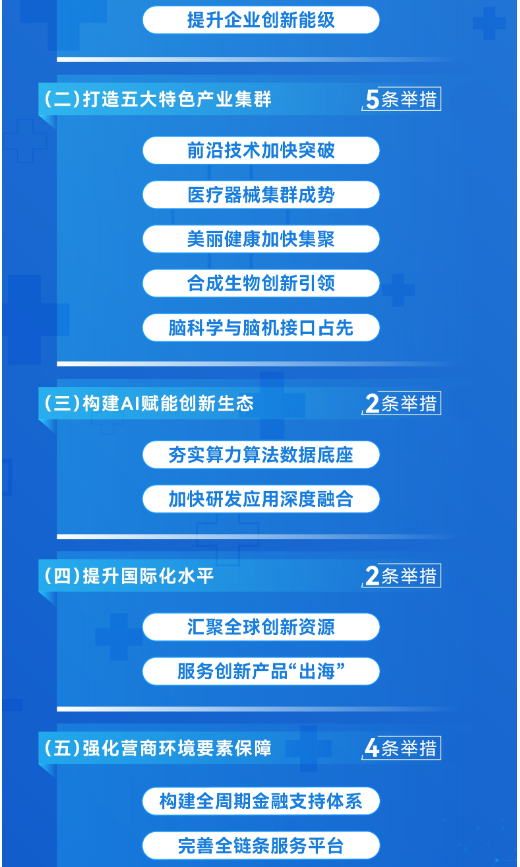 提升企业创新能级
（二）打造五大特色产业集群 5条举措
前沿技术加快突破
医疗器械集群成势
美丽健康加快集聚
合成生物创新引领
脑科学与脑机接口占先
（三）构建AI赋能创新生态 2条举措
夯实算力算法数据底座
加快研发应用深度融合
（四）提升国际化水平 2条举措
汇聚全球创新资源
服务创新产品“出海”
（五）强化营商环境要素保障 4条举措
构建全周期金融支持体系
完善全链条服务平台